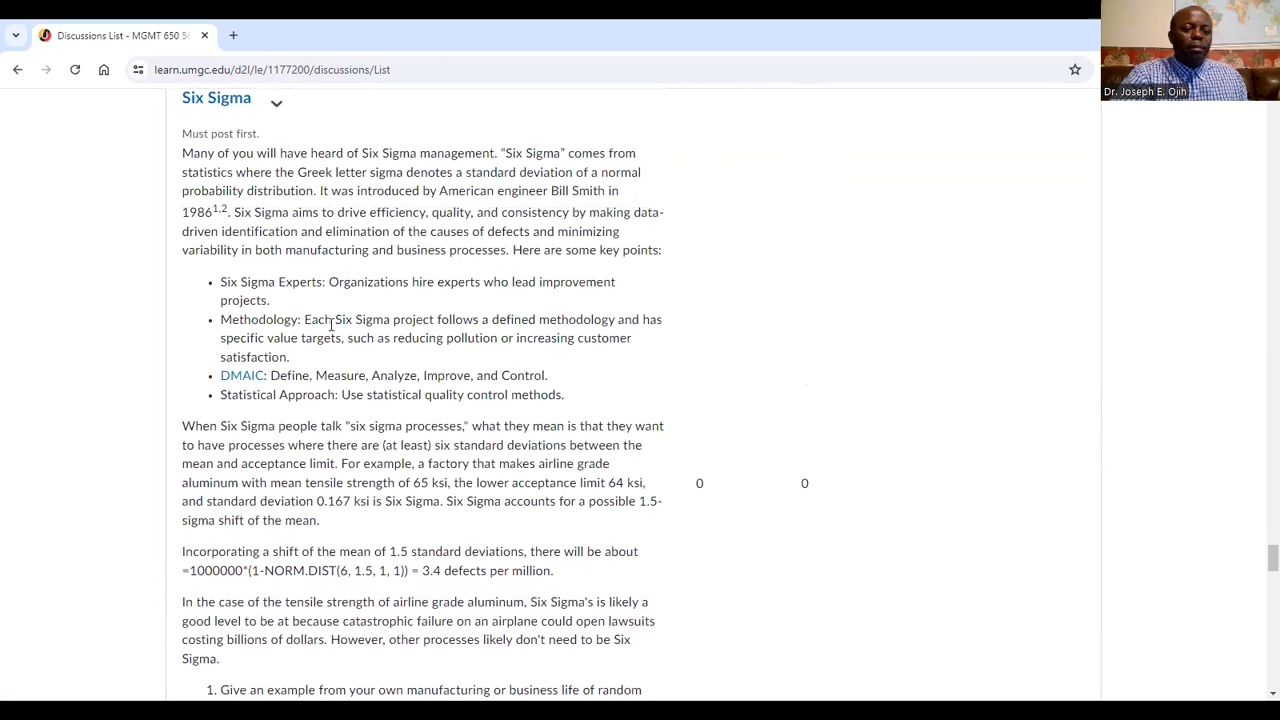 Discussions List - MGMT 650 56
learn.umgc.edu/d2l/le/1177200/discussions/List
Dr. Joseph E. Ojih
Six Sigma
Must post first.
Many of you will have heard of Six Sigma management. “Six Sigma” comes from
statistics where the Greek letter sigma denotes a standard deviation of a normal
probability distribution. It was introduced by American engineer Bill Smith in
1986¹,². Six Sigma aims to drive efficiency, quality, and consistency by making data-
driven identification and elimination of the causes of defects and minimizing
variability in both manufacturing and business processes. Here are some key points:
• Six Sigma Experts: Organizations hire experts who lead improvement
projects.
• Methodology: Each Six Sigma project follows a defined methodology and has
specific value targets, such as reducing pollution or increasing customer
satisfaction.
• DMAIC: Define, Measure, Analyze, Improve, and Control.
• Statistical Approach: Use statistical quality control methods.
When Six Sigma people talk "six sigma processes," what they mean is that they want
to have processes where there are (at least) six standard deviations between the
mean and acceptance limit. For example, a factory that makes airline grade
aluminum with mean tensile strength of 65 ksi, the lower acceptance limit 64 ksi,
and standard deviation 0.167 ksi is Six Sigma. Six Sigma accounts for a possible 1.5-
sigma shift of the mean.
0 0
Incorporating a shift of the mean of 1.5 standard deviations, there will be about
=1000000*(1-NORM.DIST(6, 1.5, 1, 1)) = 3.4 defects per million.
In the case of the tensile strength of airline grade aluminum, Six Sigma's is likely a
good level to be at because catastrophic failure on an airplane could open lawsuits
costing billions of dollars. However, other processes likely don't need to be Six
Sigma.
1. Give an example from your own manufacturing or business life of random